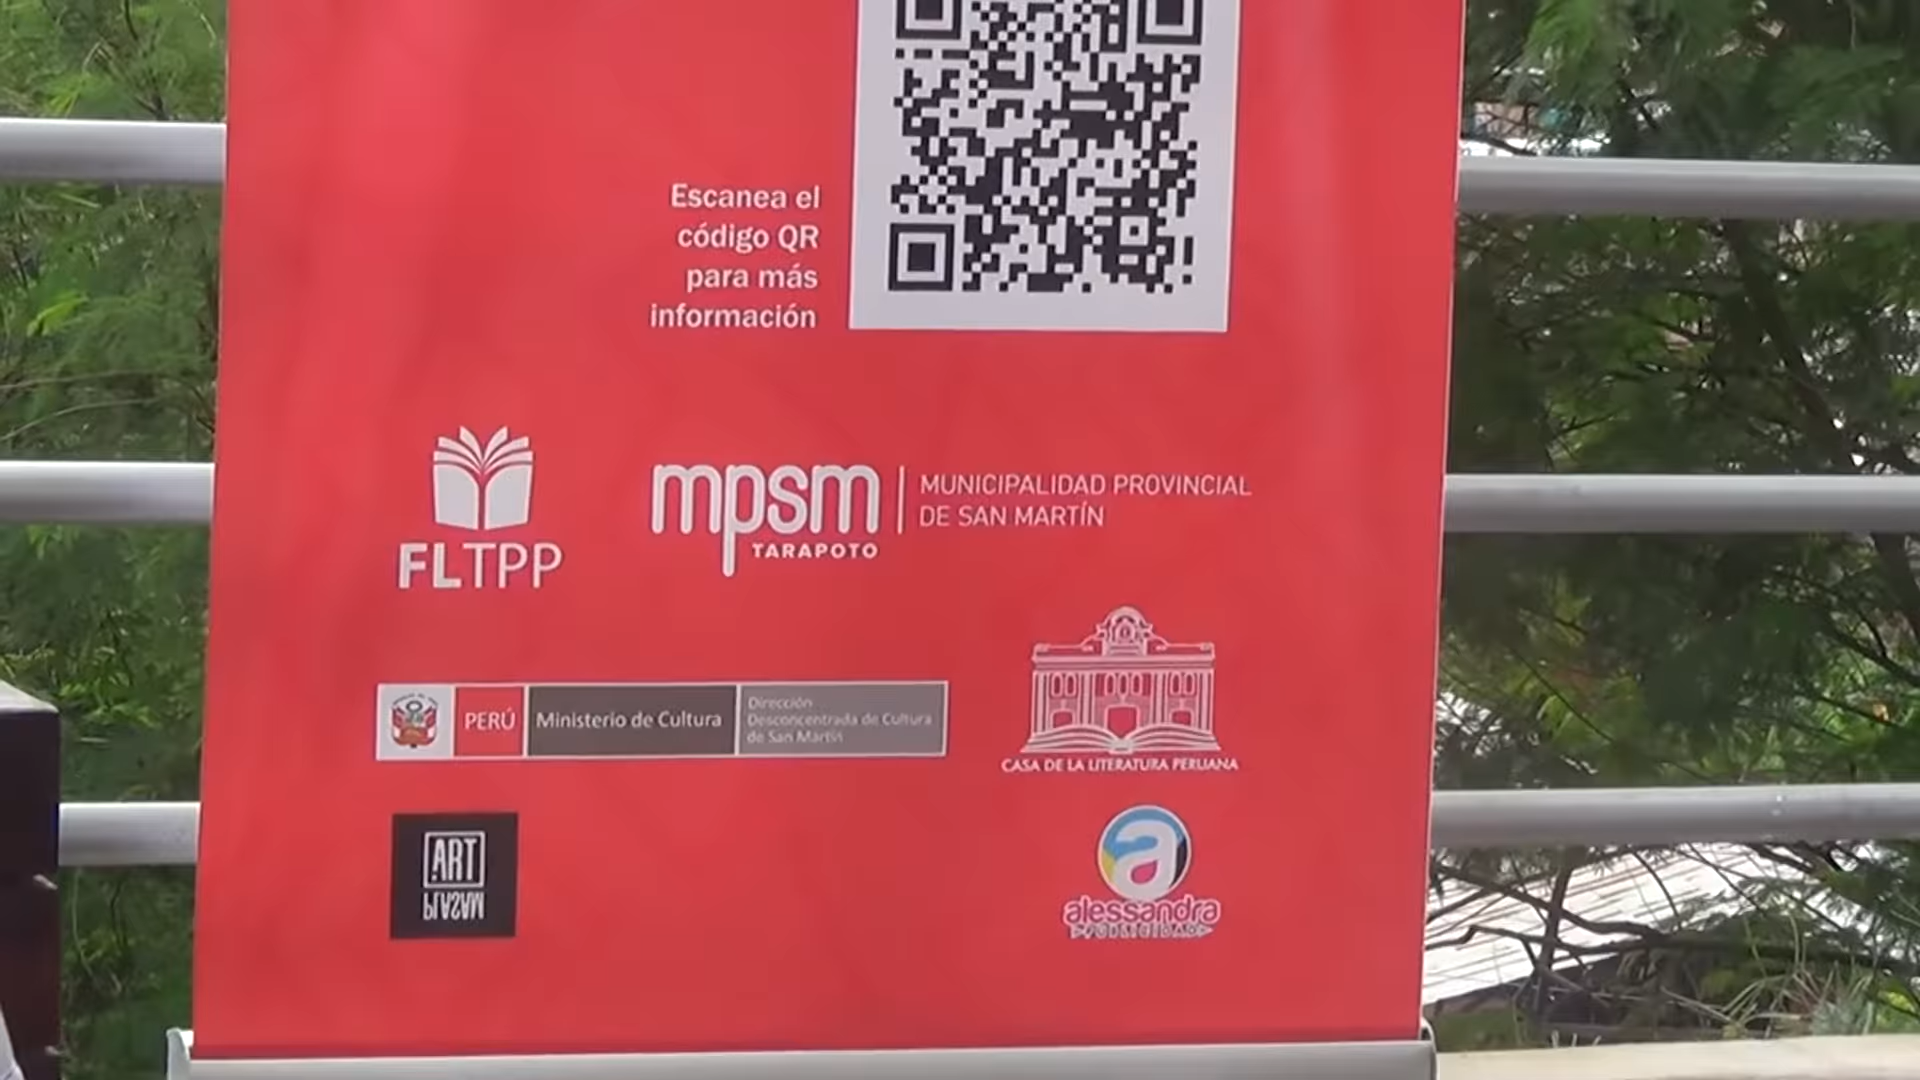 Escanea el
código QR
para más
información
FLTPP
mpsm
TARAPOTO
MUNICIPALIDAD PROVINCIAL
DE SAN MARTÍN
PERÚ
Ministerio de Cultura
Dirección
Desconcentrada de Cultura
de San Martín
CASA DE LA LITERATURA PERUANA
ART
alessandra
PUBLICIDAD